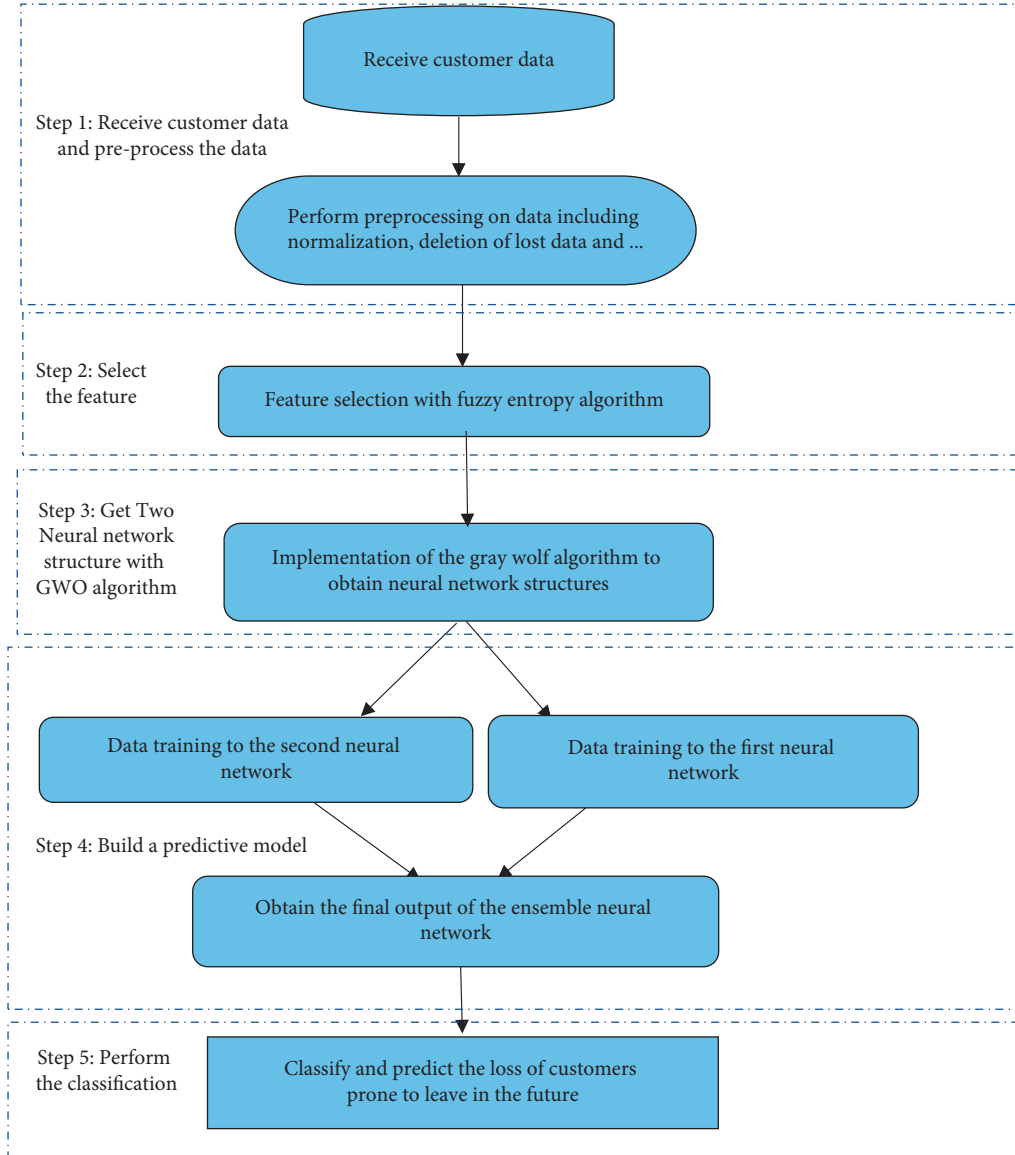 Receive customer data
Step 1: Receive customer data
and pre-process the data
Perform preprocessing on data including
normalization, deletion of lost data and ...
Step 2: Select
the feature
Feature selection with fuzzy entropy algorithm
Step 3: Get Two
Neural network
structure with
GWO algorithm
Implementation of the gray wolf algorithm to
obtain neural network structures
Data training to the second neural
network
Data training to the first neural
network
Step 4: Build a predictive model
Obtain the final output of the ensemble neural
network
Step 5: Perform
the classification
Classify and predict the loss of customers
prone to leave in the future